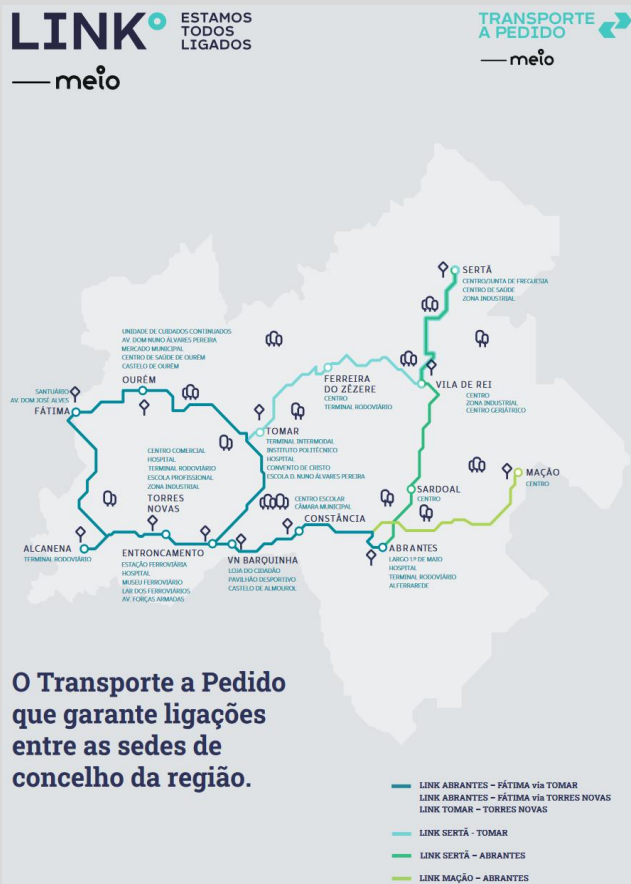 LINK°
ESTAMOS
TODOS
LIGADOS
meio
TRANSPORTE
A PEDIDO
meio
SERTÃ
CENTRO/JUNTA DE FREGUESIA
CENTRO DE SAÚDE
ZONA INDUSTRIAL
UNIDADE DE CUIDADOS CONTINUADOS
AV. DOM NUNO ÁLVARES PEREIRA
MERCADO MUNICIPAL
CENTRO DE SAÚDE DE OURÉM
CASTELO DE OURÉM
OURÉM
SANTUÁRIO
AV. DOM JOSÉ ALVES
FÁTIMA
FERREIRA
DO ZÊZERE
CENTRO
TERMINAL RODOVIÁRIO
VILA DE REI
CENTRO
ZONA INDUSTRIAL
CENTRO GERIÁTRICO
TOMAR
TERMINAL INTERMODAL
INSTITUTO POLITÉCNICO
HOSPITAL
CONVENTO DE CRISTO
ESCOLA D. NUNO ÁLVARES PEREIRA
CENTRO COMERCIAL
HOSPITAL
TERMINAL RODOVIÁRIO
ESCOLA PROFISSIONAL
ZONA INDUSTRIAL
TORRES
NOVAS
MAÇÃO
CENTRO
SARDOAL
CENTRO
CENTRO ESCOLAR
CÂMARA MUNICIPAL
CONSTÂNCIA
ALCANENA
TERMINAL RODOVIÁRIO
ENTRONCAMENTO
ESTAÇÃO FERROVIÁRIA
HOSPITAL
MUSEU FERROVIÁRIO
LAR DOS FERROVIÁRIOS
AV. FORÇAS ARMADAS
VN BARQUINHA
LOJA DO CIDADÃO
PAVILHÃO DESPORTIVO
CASTELO DE ALMOUROL
ABRANTES
LARGO 1º DE MAIO
HOSPITAL
TERMINAL RODOVIÁRIO
ALFERRAREDE
O Transporte a Pedido
que garante ligações
entre as sedes de
concelho da região.
LINK ABRANTES – FÁTIMA via TOMAR
LINK ABRANTES – FÁTIMA via TORRES NOVAS
LINK TOMAR – TORRES NOVAS
LINK SERTÃ - TOMAR
LINK SERTÃ – ABRANTES
LINK MAÇÃO – ABRANTES